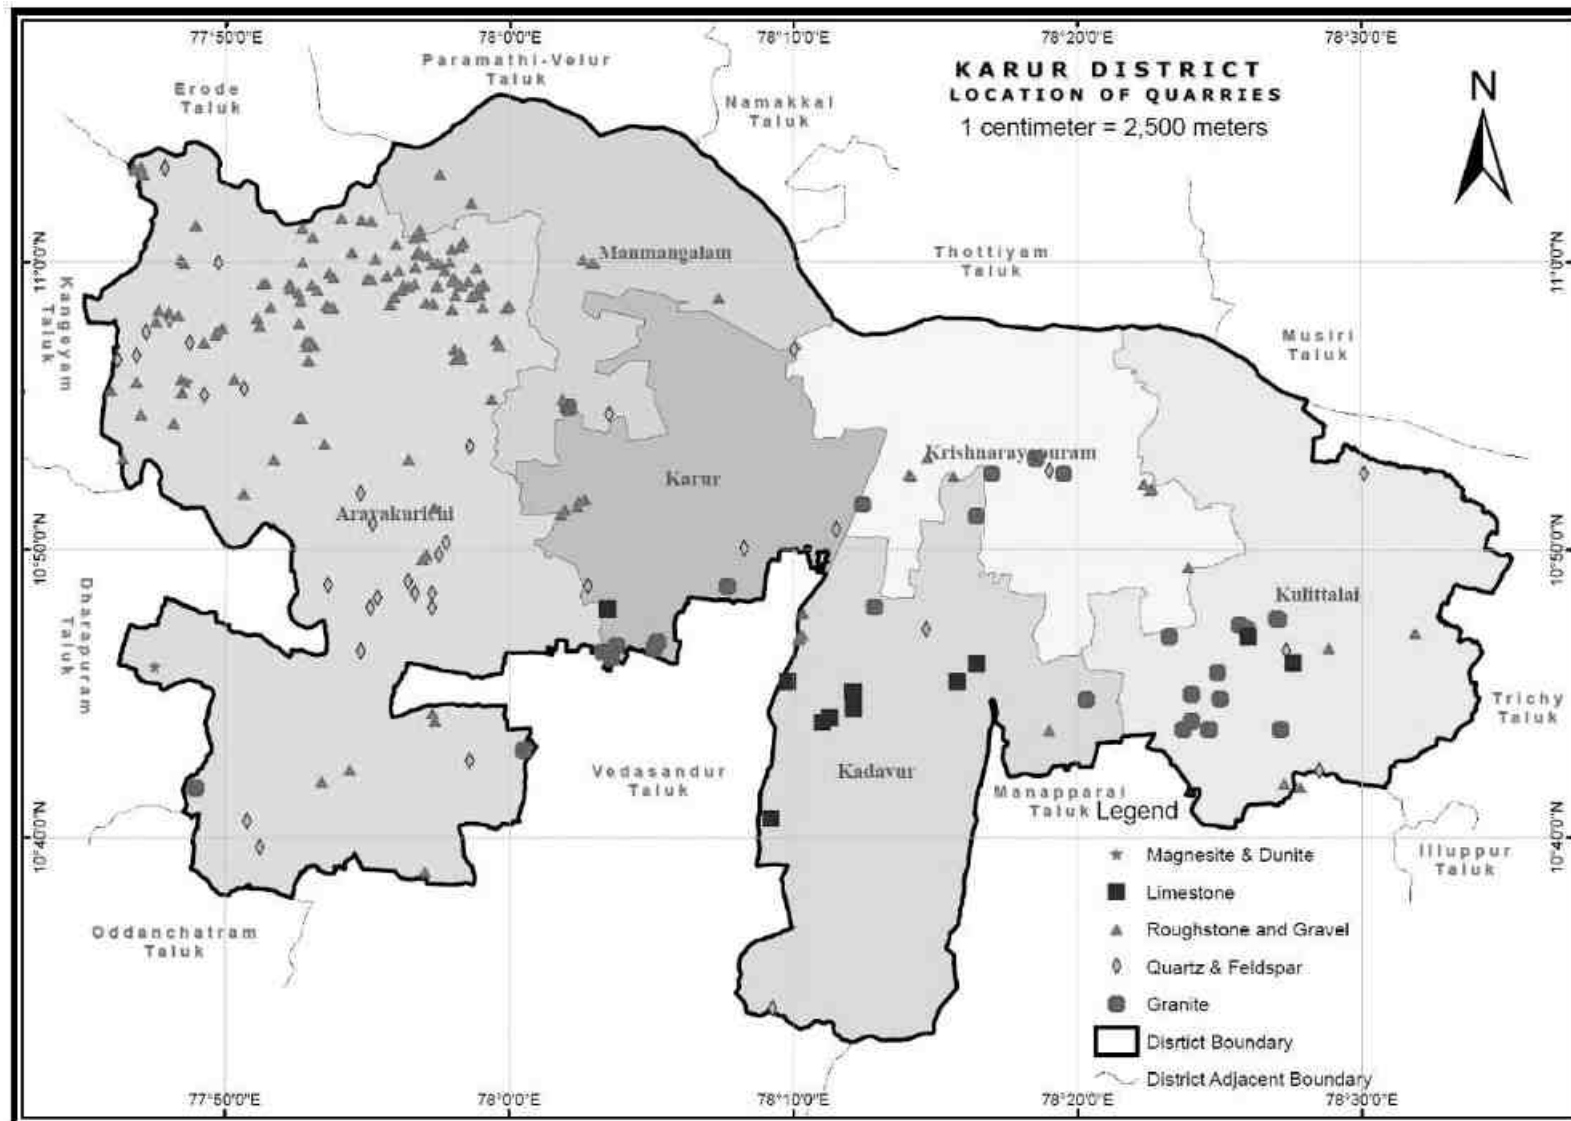 77°50'0"E
78°0'0"E
78°10'0"E
78°20'0"E
78°30'0"E
Paramathi-Velur
Taluk
Erode
Taluk
Namakkal
Taluk
KARUR DISTRICT
LOCATION OF QUARRIES
1 centimeter = 2,500 meters
N
11°0'0"N
Manmangalam
Thottiyam
Taluk
11°0'0"N
Kangeyam
Taluk
Musiri
Taluk
Krishnarayapuram
Karur
Aravakurichi
10°50'0"N
10°50'0"N
Kulittalai
Dharapuram
Taluk
Trichy
Taluk
Vedasandur
Taluk
Kadavur
Manapparai
Taluk
10°40'0"N
10°40'0"N
Illuppur
Taluk
Oddanchatram
Taluk
Legend
Magnesite & Dunite
Limestone
Roughstone and Gravel
Quartz & Feldspar
Granite
Disrtict Boundary
District Adjacent Boundary
77°50'0"E
78°0'0"E
78°10'0"E
78°20'0"E
78°30'0"E